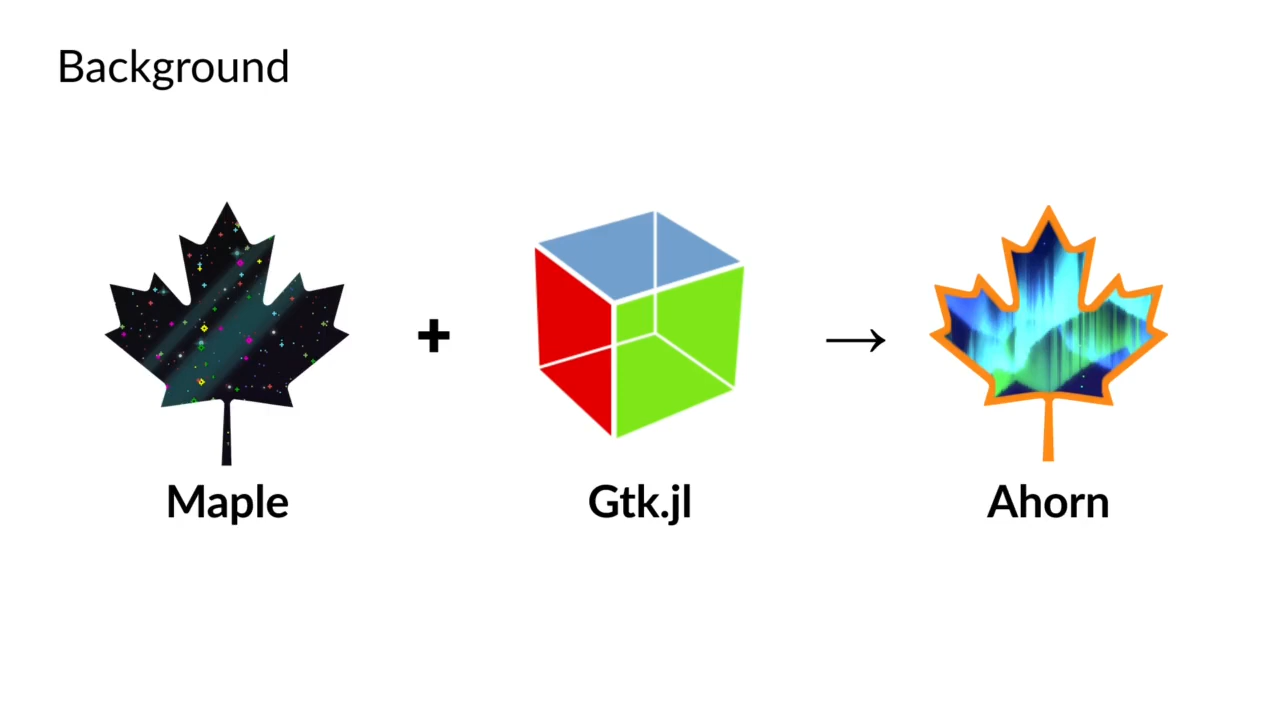 Background
+
→
Maple
Gtk.jl
Ahorn